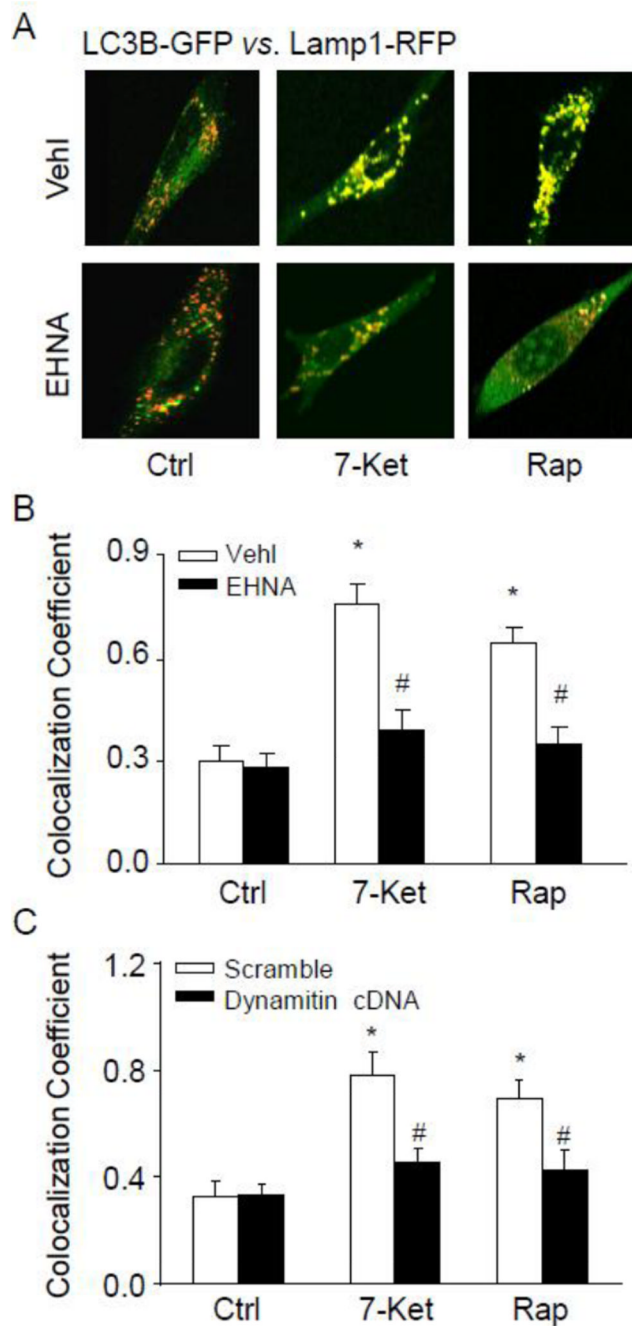 A
LC3B-GFP vs. Lamp1-RFP
Vehl
EHNA
Ctrl 7-Ket Rap
B
Colocalization Coefficient
0.9
0.6
0.3
0.0
Vehl
EHNA
*
#
*
#
Ctrl 7-Ket Rap
C
Colocalization Coefficient
1.2
0.8
0.4
0.0
Scramble
Dynamitin cDNA
*
#
*
#
Ctrl 7-Ket Rap